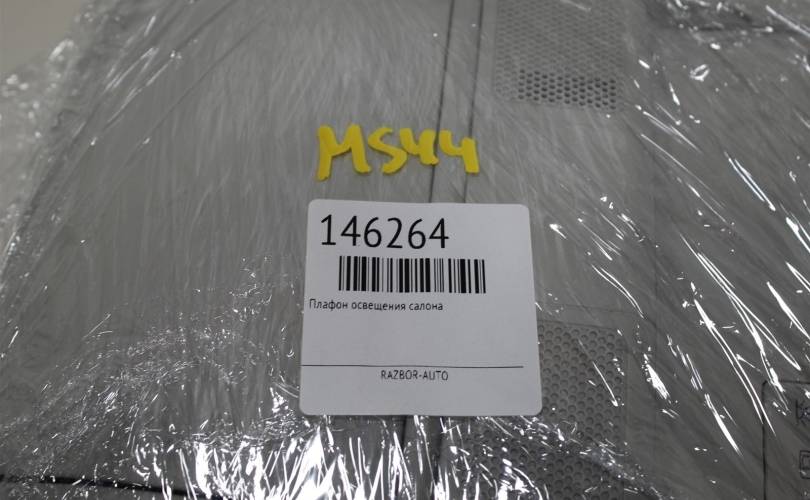 MS44
146264
Плафон освещения салона
RAZBOR-AUTO